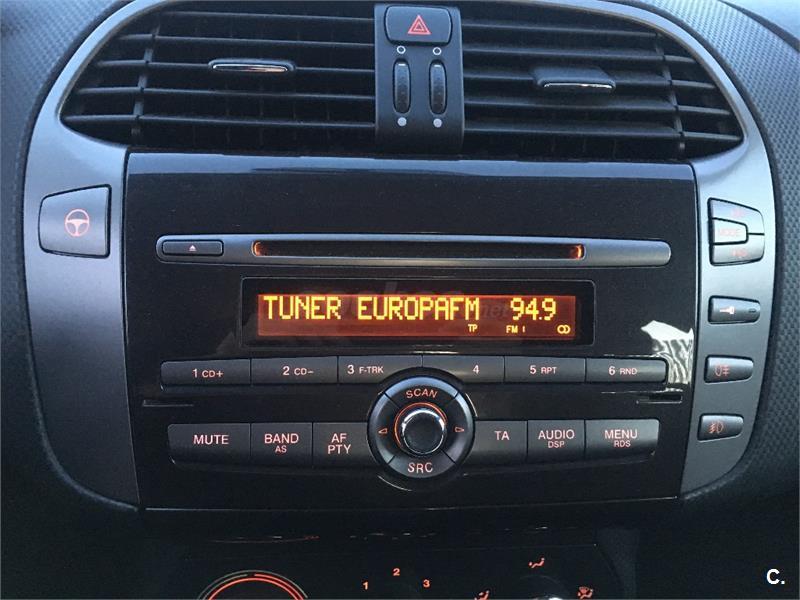 MODE
TUNER EUROPAFM 94.9
TP FM 1
1 CD+ 2 CD- 3 F-TRK 4 5 RPT 6 RND
SCAN
MUTE BAND AS AF PTY TA AUDIO DSP MENU RDS
SRC
1 2 3
C.